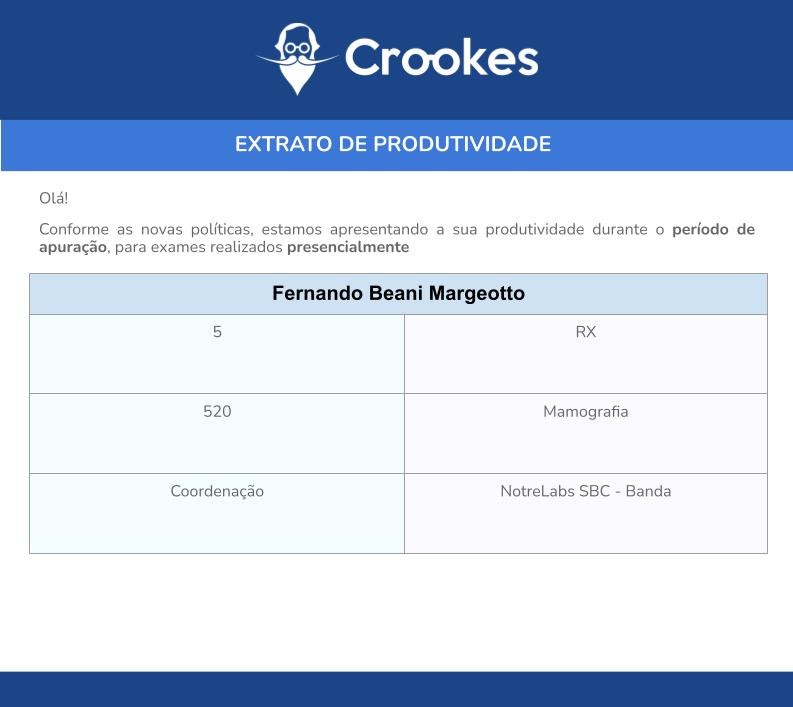 Crookes
EXTRATO DE PRODUTIVIDADE
Olá!
Conforme as novas políticas, estamos apresentando a sua produtividade durante o período de
apuração, para exames realizados presencialmente
Fernando Beani Margeotto
5 RX
520 Mamografia
Coordenação NotreLabs SBC - Banda